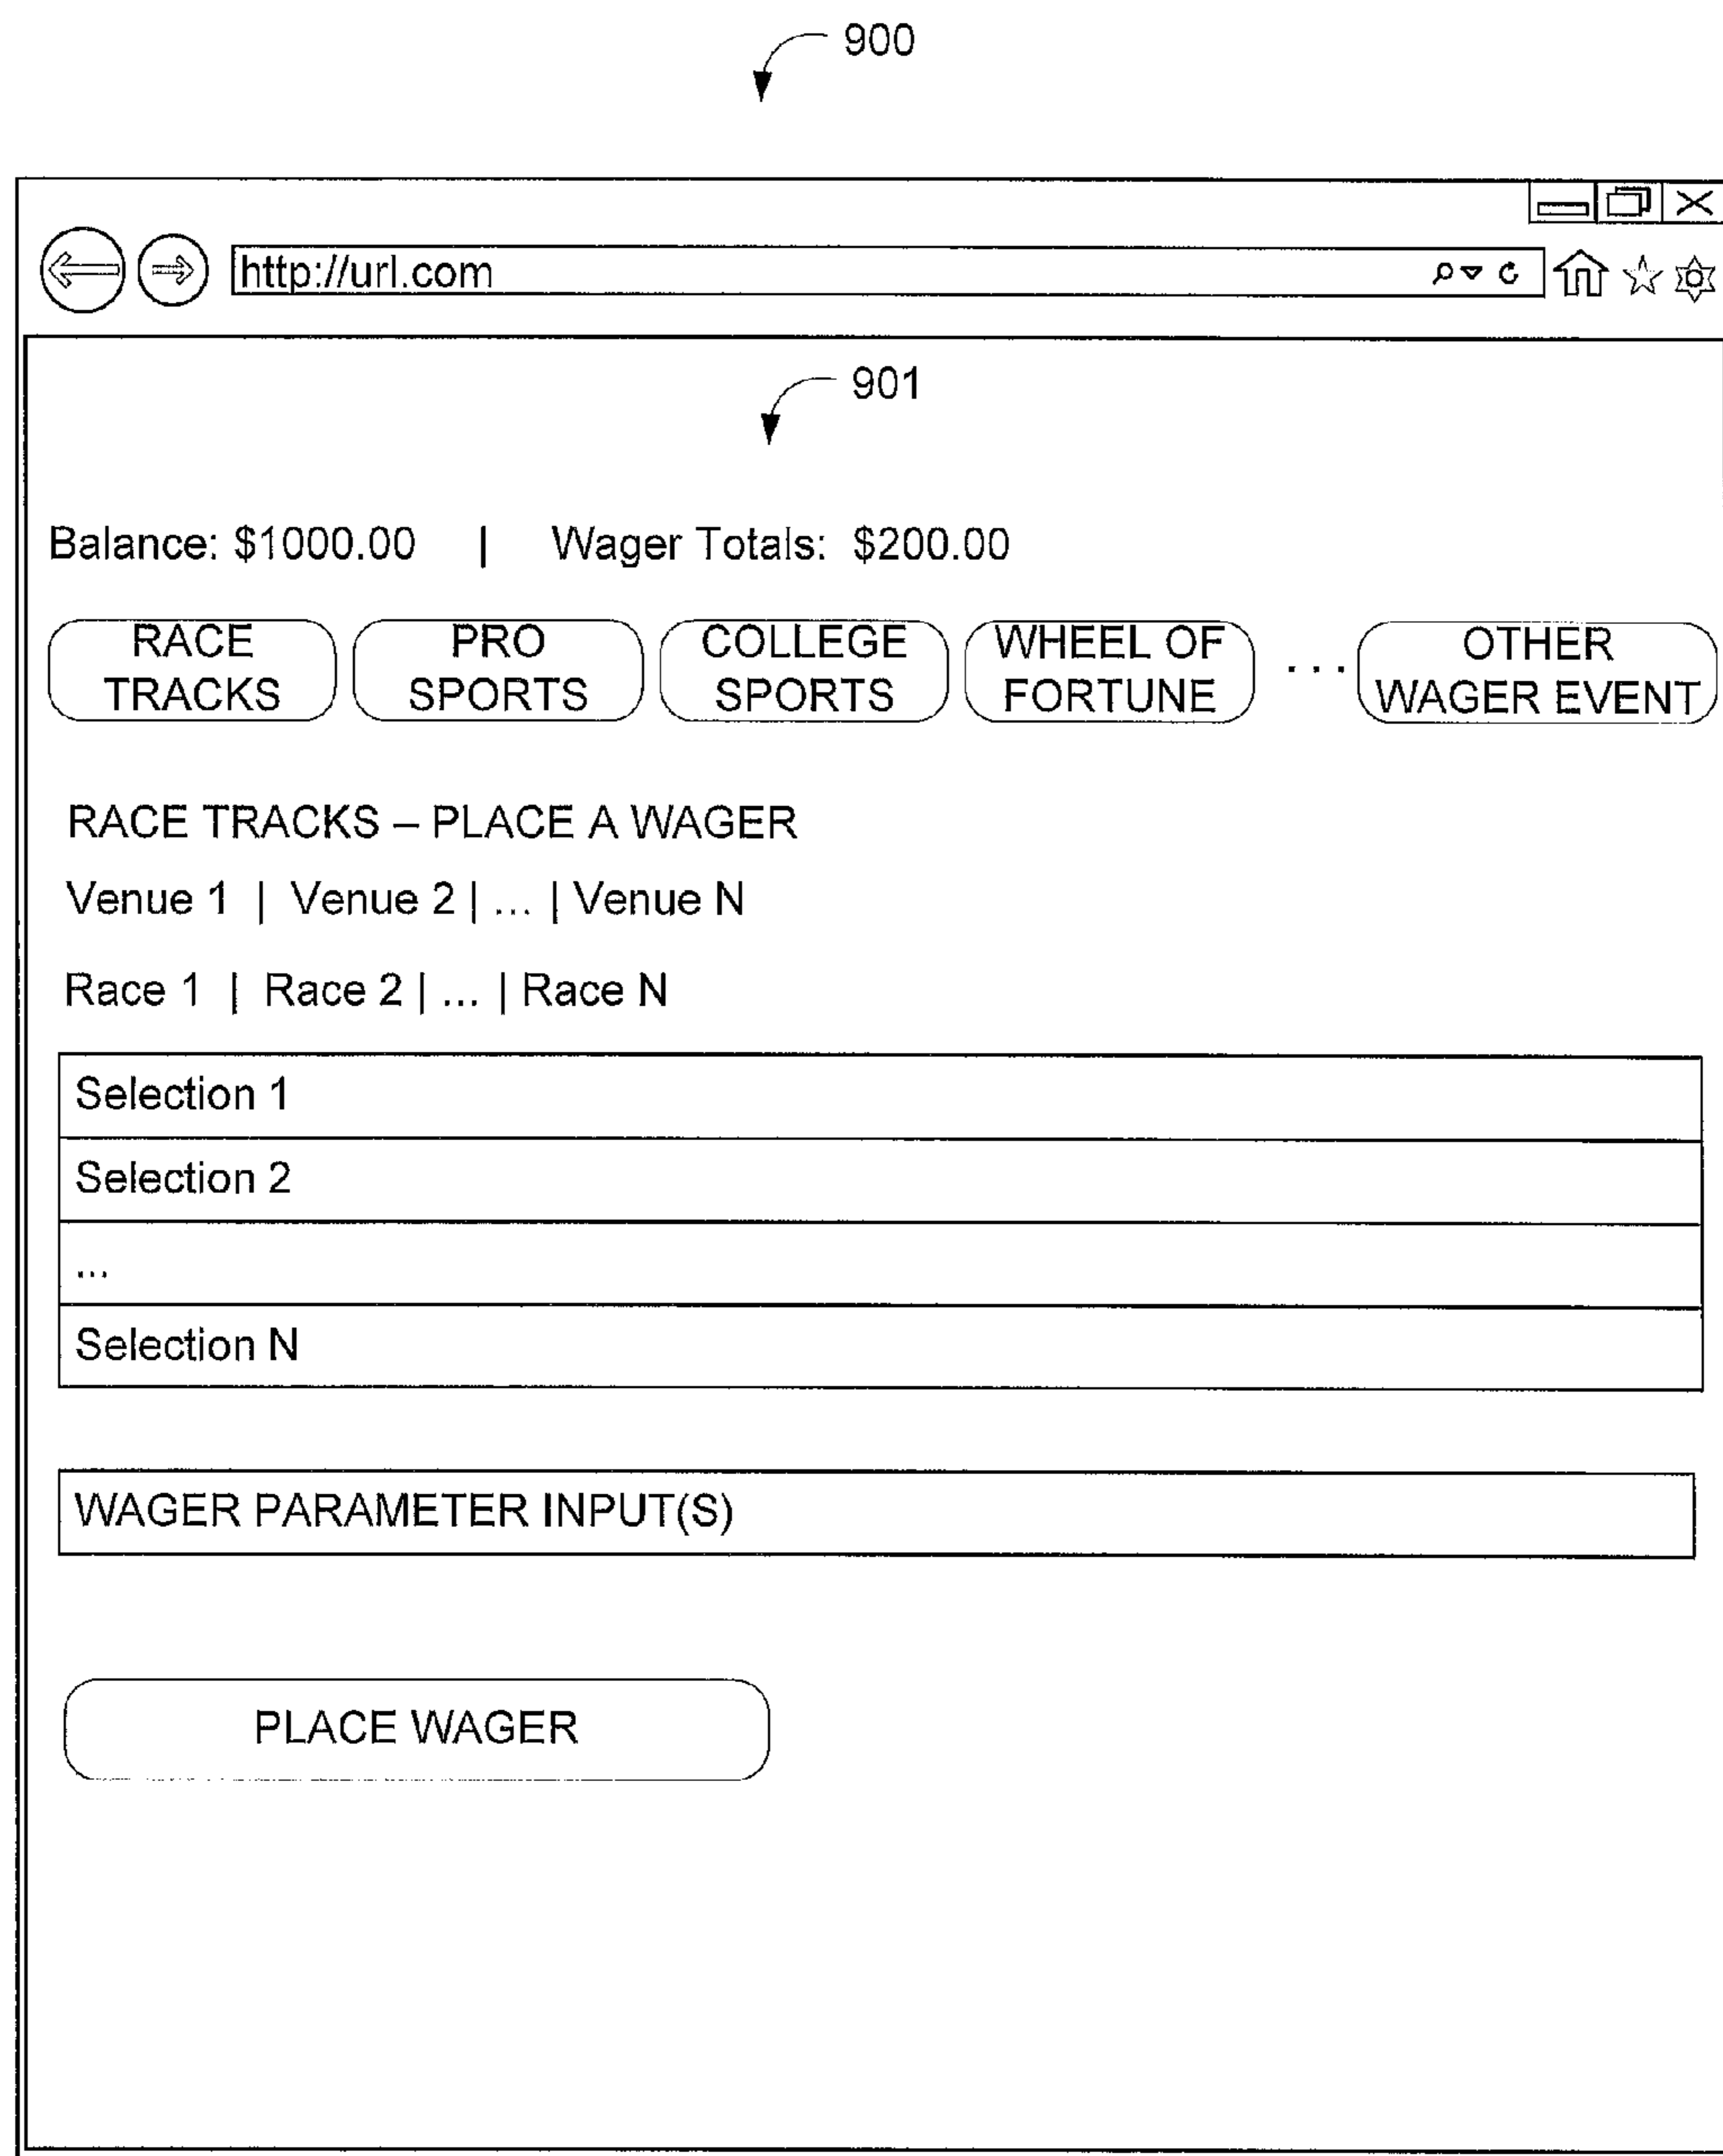 900
http://url.com
901
Balance: $1000.00 | Wager Totals: $200.00
RACE TRACKS
PRO SPORTS
COLLEGE SPORTS
WHEEL OF FORTUNE
...
OTHER WAGER EVENT
RACE TRACKS – PLACE A WAGER
Venue 1 | Venue 2 | ... | Venue N
Race 1 | Race 2 | ... | Race N
Selection 1
Selection 2
...
Selection N
WAGER PARAMETER INPUT(S)
PLACE WAGER